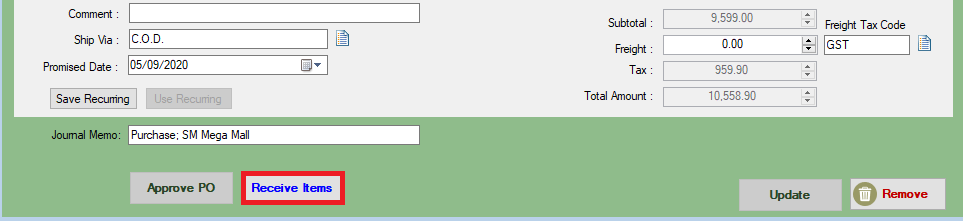 Comment :
Ship Via : C.O.D.
Promised Date : 05/09/2020
Save Recurring Use Recurring
Subtotal : 9,599.00 Freight Tax Code
Freight : 0.00 GST
Tax : 959.90
Total Amount : 10,558.90
Journal Memo: Purchase; SM Mega Mall
Approve PO Receive Items
Update Remove